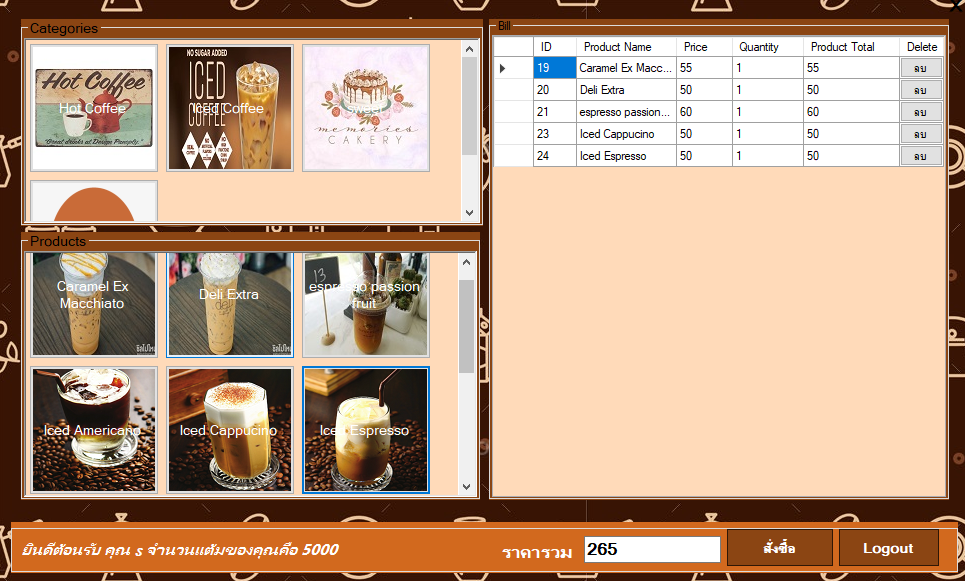 Categories
Hot Coffee
Hot Coffee
"Great drinks at Design Panoply."
NO SUGAR ADDED
ICED
COFFEE
Iced Coffee
memories
CAKERY
Products
Caramel Ex
Macchiato
Deli Extra
espresso passion
fruit
13
Iced Americano
Iced Cappucino
Iced Espresso
Bill
ID Product Name Price Quantity Product Total Delete
19 Caramel Ex Macc... 55 1 55 ลบ
20 Deli Extra 50 1 50 ลบ
21 espresso passion... 60 1 60 ลบ
23 Iced Cappucino 50 1 50 ลบ
24 Iced Espresso 50 1 50 ลบ
ยินดีต้อนรับ คุณ s จำนวนแต้มของคุณคือ 5000
ราคารวม 265 สั่งซื้อ Logout